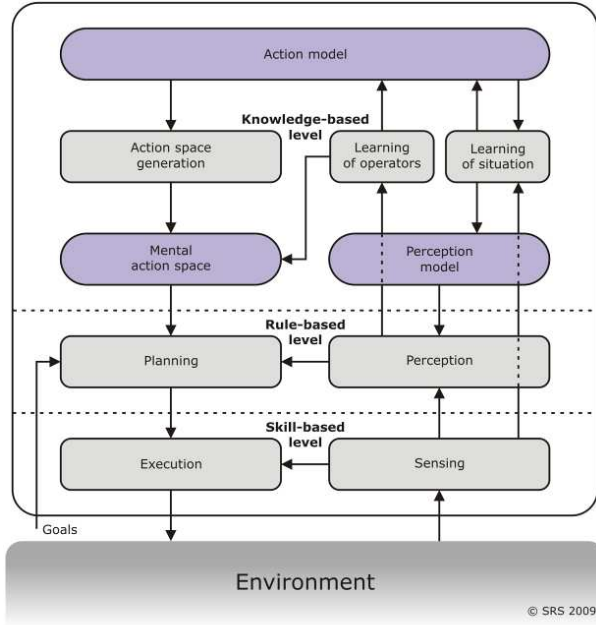 Action model
Knowledge-based
level
Action space
generation
Learning
of operators
Learning
of situation
Mental
action space
Perception
model
Rule-based
level
Planning
Perception
Skill-based
level
Execution
Sensing
Goals
Environment
© SRS 2009